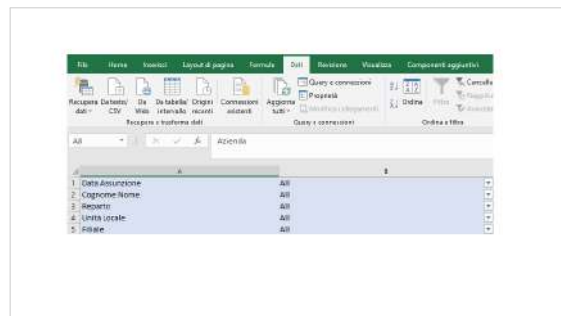 File Home Inserisci Layout di pagina Formule Dati Revisione Visualizza Componenti aggiuntivi
Recupera dati Da testo/ CSV Da Web Da tabella/ intervallo Origini recenti Connessioni esistenti Aggiorna tutti Query e connessioni Proprietà Modifica collegamenti Ordina Filtro Cancella
Recupera e trasforma dati Query e connessioni Ordina e filtra
A8 fx Azienda
A B
1 Data Assunzione All
2 Cognome Nome All
3 Reparto All
4 Unità Locale All
5 Filiale All